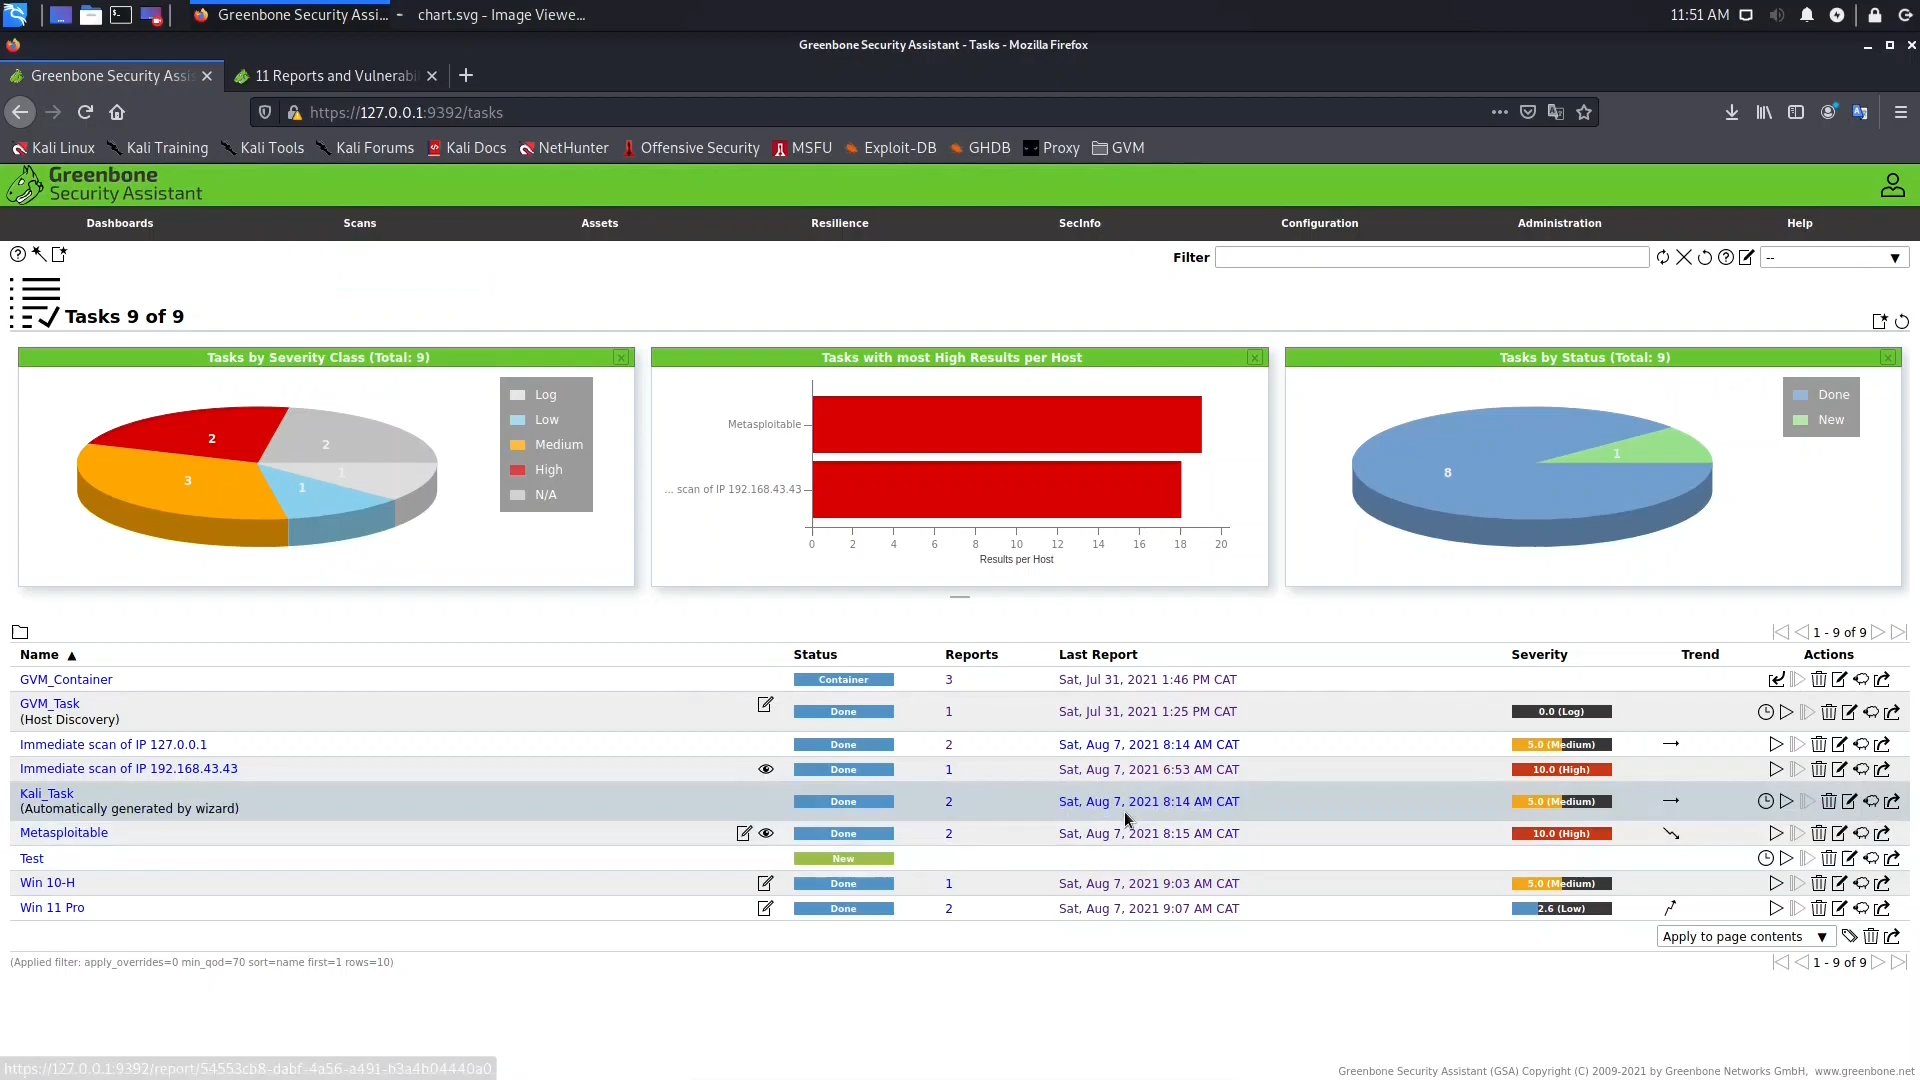 Greenbone Security Assi...
chart.svg - Image Viewe...
11:51 AM
Greenbone Security Assistant - Tasks - Mozilla Firefox
Greenbone Security Assis
11 Reports and Vulnerabi
https://127.0.0.1:9392/tasks
Kali Linux
Kali Training
Kali Tools
Kali Forums
Kali Docs
NetHunter
Offensive Security
MSFU
Exploit-DB
GHDB
Proxy
GVM
Greenbone
Security Assistant
Dashboards
Scans
Assets
Resilience
SecInfo
Configuration
Administration
Help
Filter
--
Tasks 9 of 9
Tasks by Severity Class (Total: 9)
2
2
1
3
1
Log
Low
Medium
High
N/A
Tasks with most High Results per Host
Metasploitable
... scan of IP 192.168.43.43
0 2 4 6 8 10 12 14 16 18 20
Results per Host
Tasks by Status (Total: 9)
1
8
Done
New
1 - 9 of 9
Name ▲ Status Reports Last Report Severity Trend Actions
GVM_Container Container 3 Sat, Jul 31, 2021 1:46 PM CAT
GVM_Task
(Host Discovery) Done 1 Sat, Jul 31, 2021 1:25 PM CAT 0.0 (Log)
Immediate scan of IP 127.0.0.1 Done 2 Sat, Aug 7, 2021 8:14 AM CAT 5.0 (Medium)
Immediate scan of IP 192.168.43.43 Done 1 Sat, Aug 7, 2021 6:53 AM CAT 10.0 (High)
Kali_Task
(Automatically generated by wizard) Done 2 Sat, Aug 7, 2021 8:14 AM CAT 5.0 (Medium)
Metasploitable Done 2 Sat, Aug 7, 2021 8:15 AM CAT 10.0 (High)
Test New
Win 10-H Done 1 Sat, Aug 7, 2021 9:03 AM CAT 5.0 (Medium)
Win 11 Pro Done 2 Sat, Aug 7, 2021 9:07 AM CAT 2.6 (Low)
Apply to page contents ▼
(Applied filter: apply_overrides=0 min_qod=70 sort=name first=1 rows=10)
1 - 9 of 9
https://127.0.0.1:9392/report/54553cb8-dabf-4a56-a491-b3a4b04440a0
Greenbone Security Assistant (GSA) Copyright (C) 2009-2021 by Greenbone Networks GmbH, www.greenbone.net